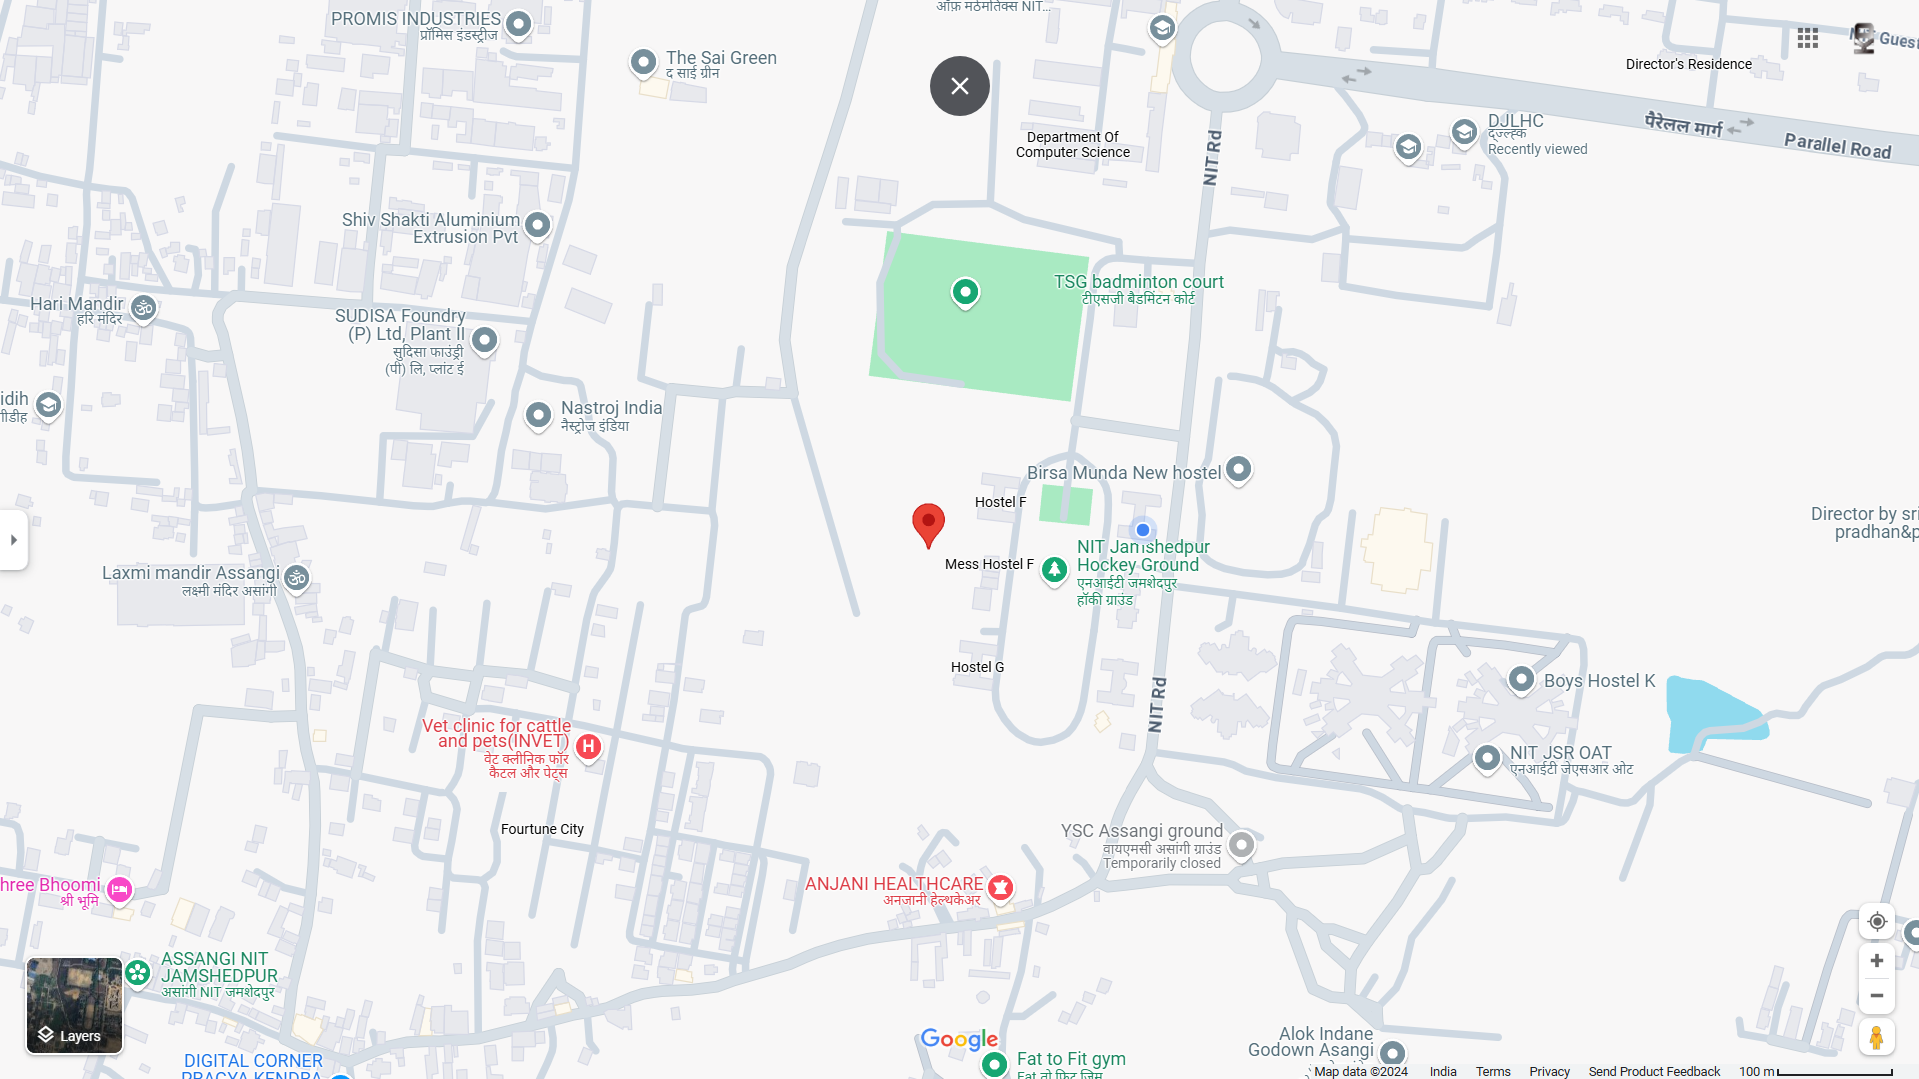 ऑफ़ मैठमेतिक्स NIT...
PROMIS INDUSTRIES
प्रॉमिस इंडस्ट्रीज
The Sai Green
द साई ग्रीन
Guest
Director's Residence
Department Of
Computer Science
NIT Rd
DJLHC
Recently viewed
पैरेलल मार्ग
Parallel Road
Shiv Shakti Aluminium
Extrusion Pvt
TSG badminton court
टीएसजी बैडमिंटन कोर्ट
Hari Mandir
हरि मंदिर
SUDISA Foundry
(P) Ltd, Plant II
सुदिसा फाउंड्री
(पी) लि, प्लांट ई
idih
गीडीह
Nastroj India
नैस्ट्रोज इंडिया
Birsa Munda New hostel
Hostel F
Director by sri
pradhan&p
NIT Jamshedpur
Hockey Ground
एनआईटी जमशेदपुर
हॉकी ग्राउंड
Mess Hostel F
Laxmi mandir Assangi
लक्ष्मी मंदिर असांगी
Hostel G
NIT Rd
Boys Hostel K
Vet clinic for cattle
and pets(INVET)
वेट क्लीनिक फॉर
कैटल और पेट्स
NIT JSR OAT
एनआईटी जेएसआर ओट
Fourtune City
YSC Assangi ground
वायएमसी असांगी ग्राउंड
Temporarily closed
hree Bhoomi
श्री भूमि
ANJANI HEALTHCARE
अनजानी हेल्थकेअर
ASSANGI NIT
JAMSHEDPUR
असांगी NIT जमशेदपुर
Layers
Google
Alok Indane
Godown Asangi
DIGITAL CORNER
PRAGYA KENDRA
Fat to Fit gym
Fat तो फिट जिम
Map data ©2024 India Terms Privacy Send Product Feedback 100 m